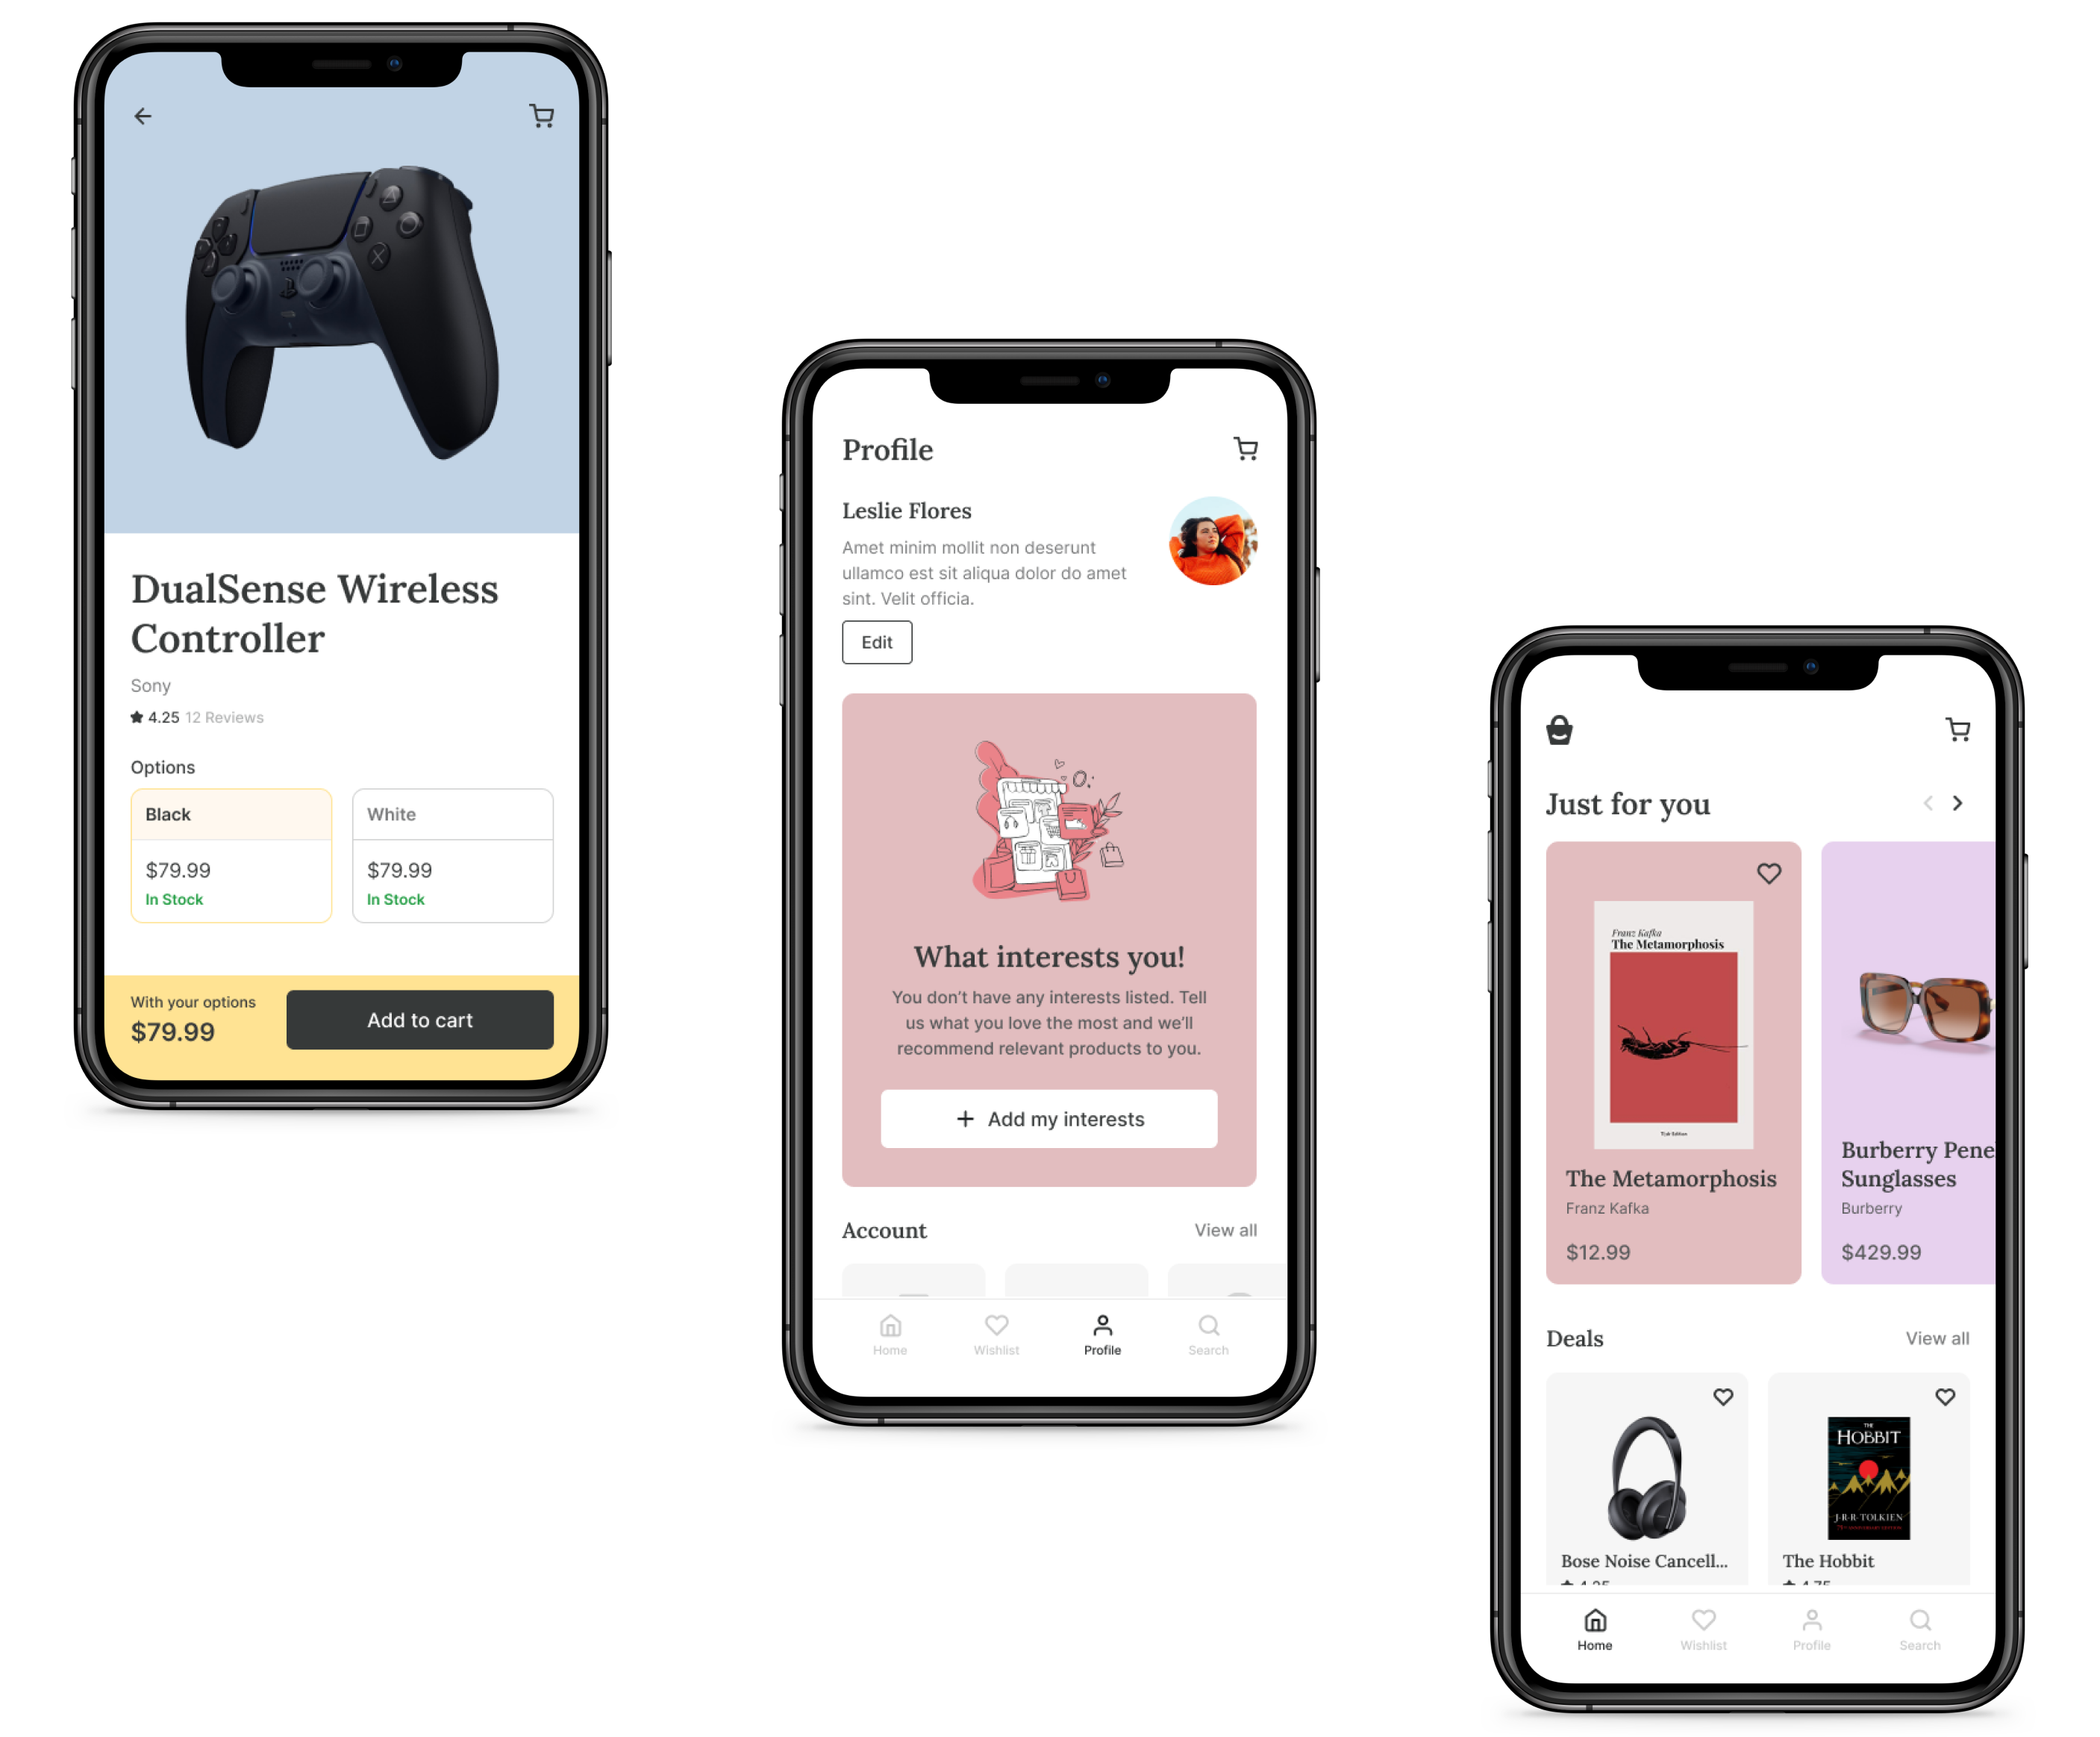 DualSense Wireless
Controller
Sony
4.25 12 Reviews
Options
Black
$79.99
In Stock
White
$79.99
In Stock
With your options
$79.99
Add to cart
Profile
Leslie Flores
Amet minim mollit non deserunt
ullamco est sit aliqua dolor do amet
sint. Velit officia.
Edit
What interests you!
You don’t have any interests listed. Tell
us what you love the most and we’ll
recommend relevant products to you.
+ Add my interests
Account
View all
Home
Wishlist
Profile
Search
Just for you
Franz Kafka
The Metamorphosis
The Metamorphosis
Franz Kafka
$12.99
Burberry Pene
Sunglasses
Burberry
$429.99
Deals
View all
Bose Noise Cancell...
THE
HOBBIT
J·R·R·TOLKIEN
The Hobbit
Home
Wishlist
Profile
Search